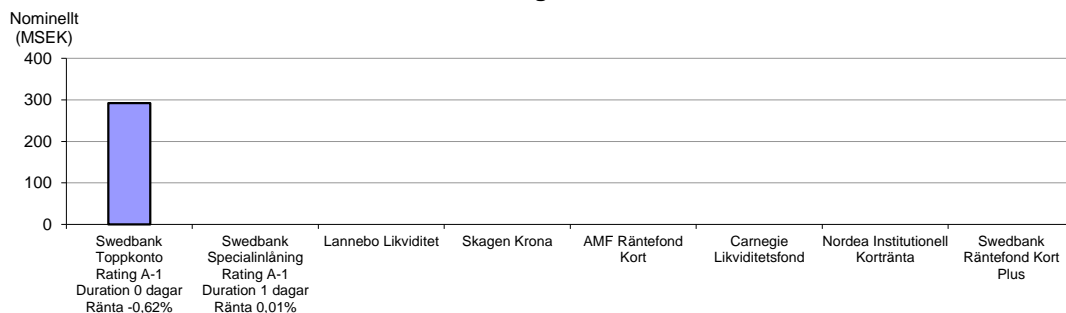 Nominellt
(MSEK)
400
300
200
100
0
Swedbank
Toppkonto
Rating A-1
Duration 0 dagar
Ränta -0,62%
Swedbank
Specialinlåning
Rating A-1
Duration 1 dagar
Ränta 0,01%
Lannebo Likviditet
Skagen Krona
AMF Räntefond
Kort
Carnegie
Likviditetsfond
Nordea Institutionell
Kortränta
Swedbank
Räntefond Kort
Plus